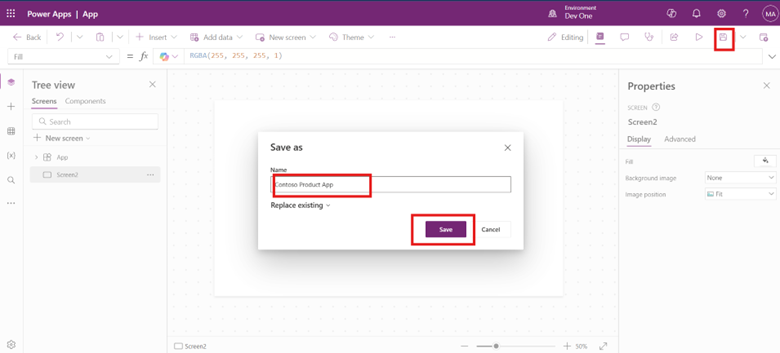 Power Apps | App
Environment
Dev One
MA
Back
Insert
Add data
New screen
Theme
Editing
Fill
= fx
RGBA(255, 255, 255, 1)
Tree view
Screens
Components
Search
New screen
App
Screen2
Save as
Name
Contoso Product App
Replace existing
Save
Cancel
Properties
SCREEN
Screen2
Display
Advanced
Fill
Background image
None
Image position
Fit
Screen2
50%